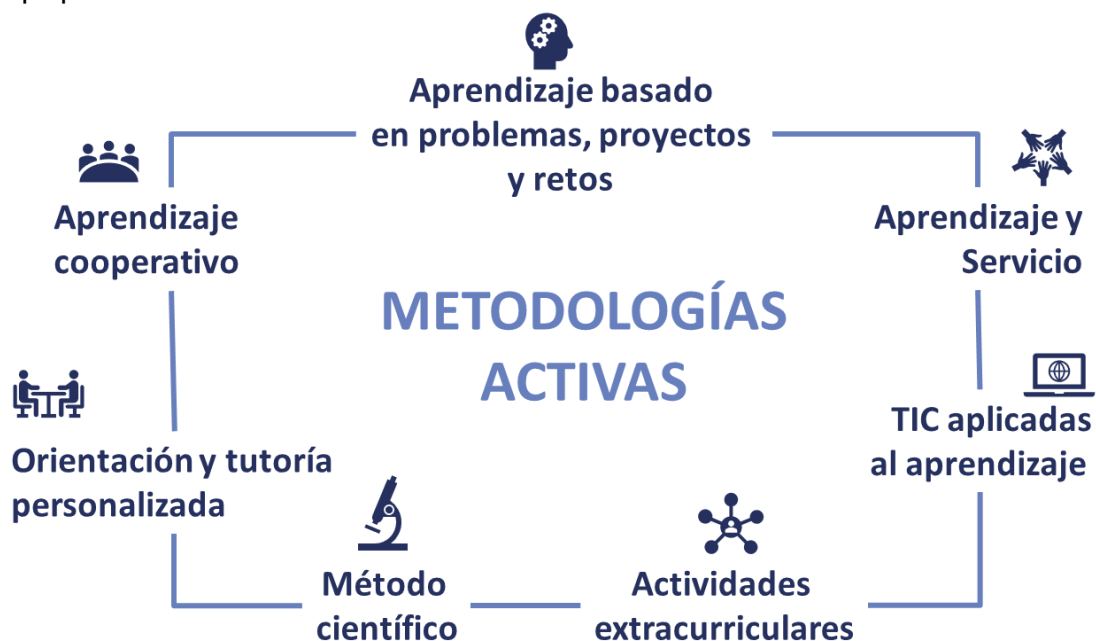 Aprendizaje basado
en problemas, proyectos
y retos
Aprendizaje
cooperativo
Aprendizaje y
Servicio
METODOLOGÍAS
ACTIVAS
TIC aplicadas
al aprendizaje
Orientación y tutoría
personalizada
Método
científico
Actividades
extracurriculares